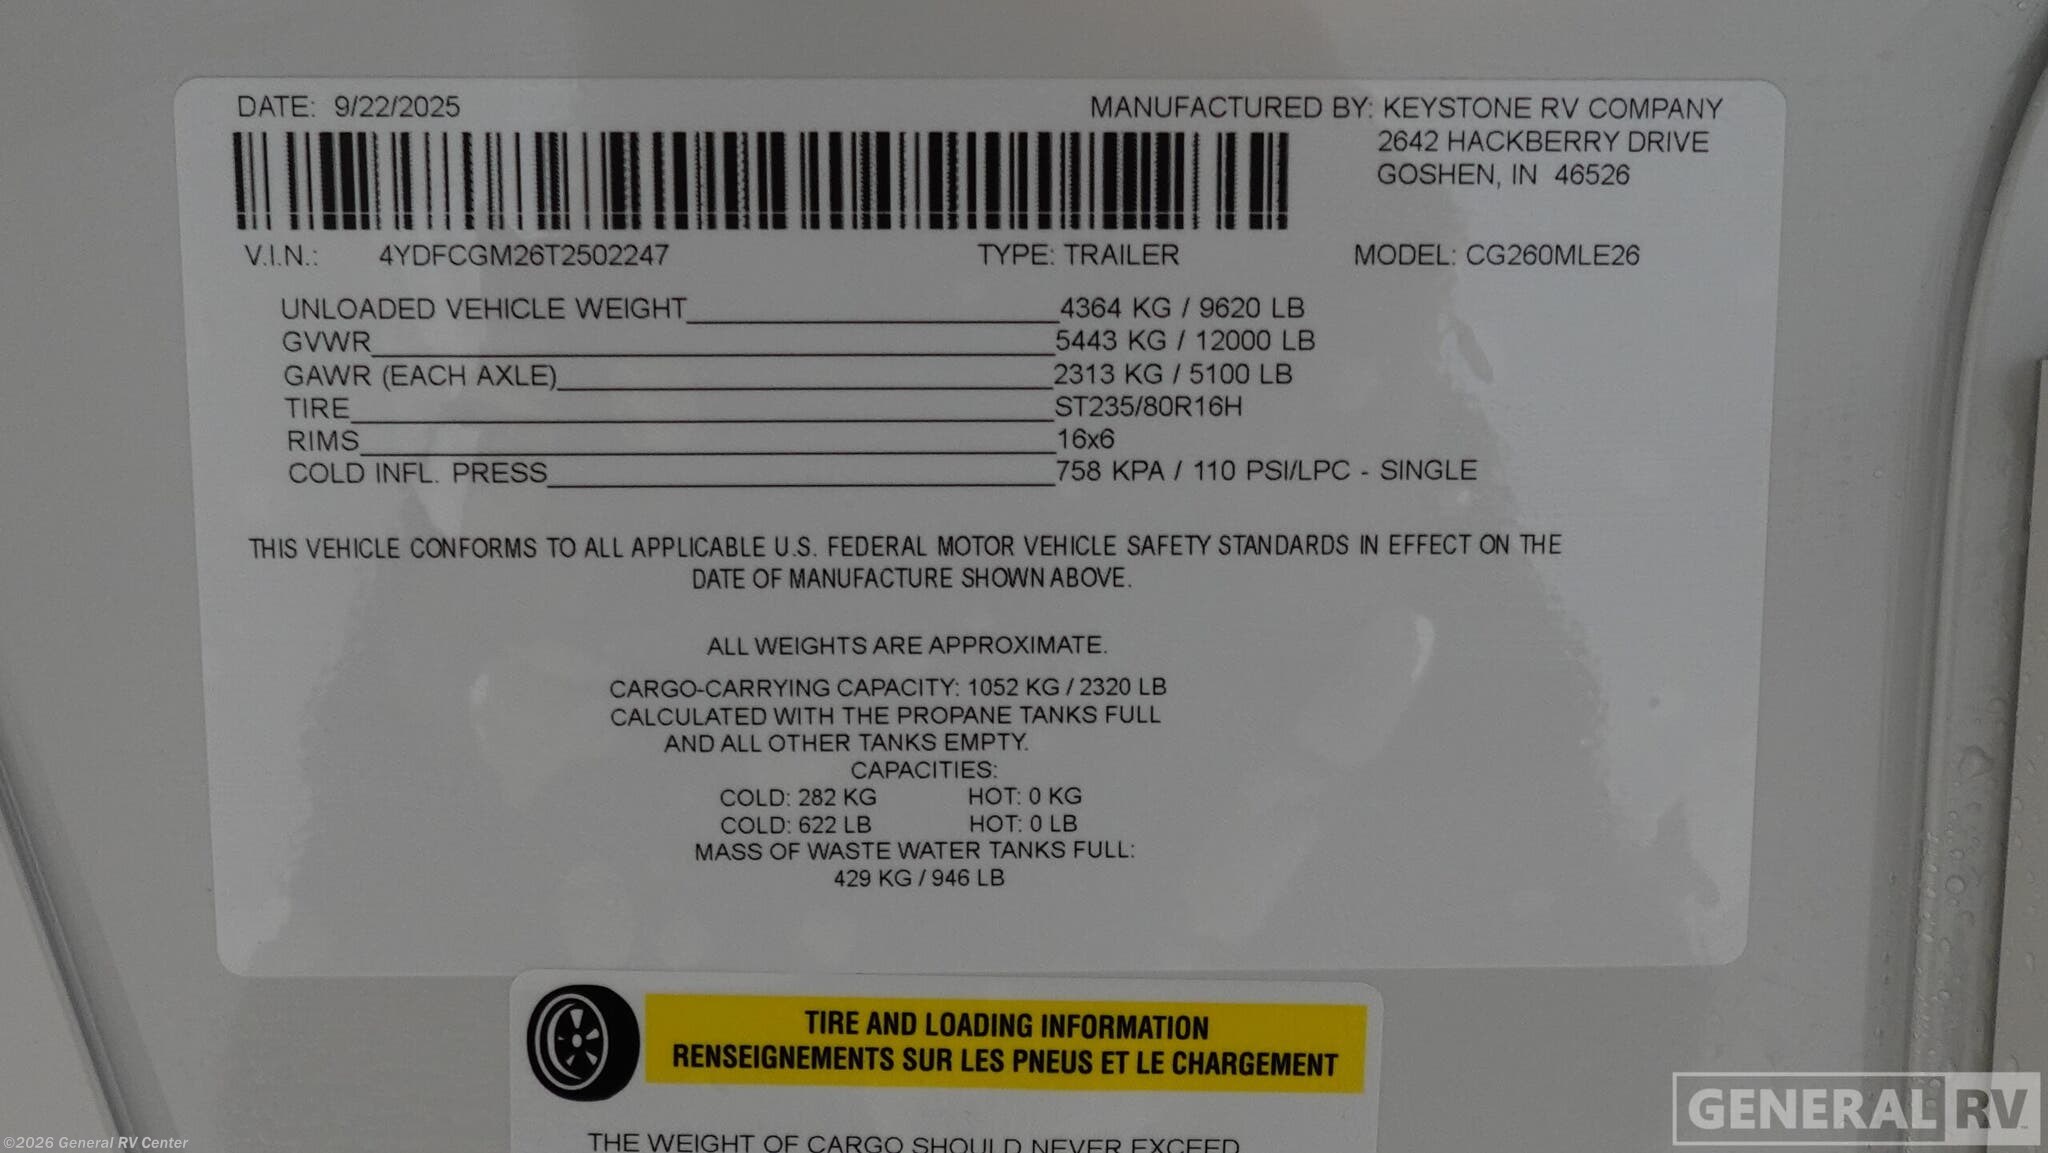 DATE: 9/22/2025
MANUFACTURED BY: KEYSTONE RV COMPANY
2642 HACKBERRY DRIVE
GOSHEN, IN 46526
V.I.N.: 4YDFCGM26T2502247 TYPE: TRAILER MODEL: CG260MLE26
UNLOADED VEHICLE WEIGHT 4364 KG / 9620 LB
GVWR 5443 KG / 12000 LB
GAWR (EACH AXLE) 2313 KG / 5100 LB
TIRE ST235/80R16H
RIMS 16x6
COLD INFL. PRESS 758 KPA / 110 PSI/LPC - SINGLE
THIS VEHICLE CONFORMS TO ALL APPLICABLE U.S. FEDERAL MOTOR VEHICLE SAFETY STANDARDS IN EFFECT ON THE
DATE OF MANUFACTURE SHOWN ABOVE.
ALL WEIGHTS ARE APPROXIMATE.
CARGO-CARRYING CAPACITY: 1052 KG / 2320 LB
CALCULATED WITH THE PROPANE TANKS FULL
AND ALL OTHER TANKS EMPTY.
CAPACITIES:
COLD: 282 KG HOT: 0 KG
COLD: 622 LB HOT: 0 LB
MASS OF WASTE WATER TANKS FULL:
429 KG / 946 LB
TIRE AND LOADING INFORMATION
RENSEIGNEMENTS SUR LES PNEUS ET LE CHARGEMENT
THE WEIGHT OF CARGO SHOULD NEVER EXCEED
GENERAL RV
©2026 General RV Center